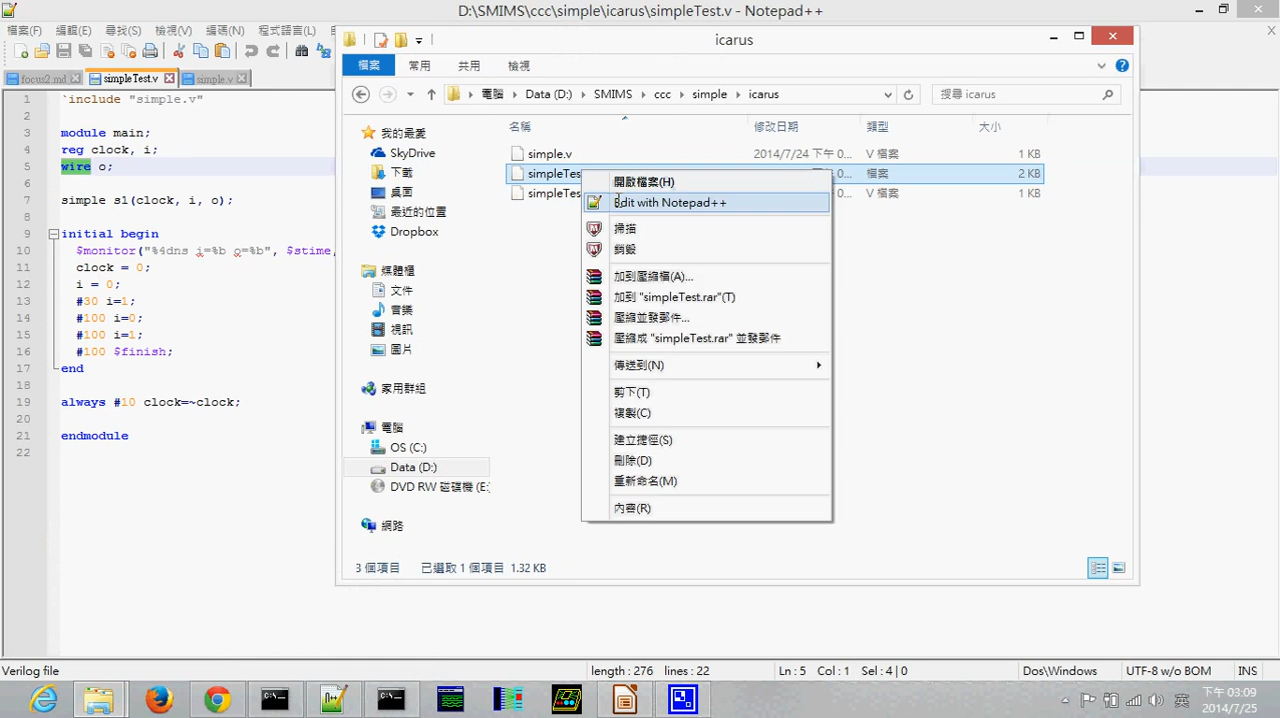 D:\SMIMS\ccc\simple\icarus\simpleTest.v - Notepad++
檔案(F) 編輯(E) 尋找(S) 檢視(V) 編碼(N) 程式語言(L)
focus2.md simpleTest.v simple.v
1 `include "simple.v"
2
3 module main;
4 reg clock, i;
5 wire o;
6
7 simple s1(clock, i, o);
8
9 initial begin
10 $monitor("%4dns i=%b o=%b", $stime,
11 clock = 0;
12 i = 0;
13 #30 i=1;
14 #100 i=0;
15 #100 i=1;
16 #100 $finish;
17 end
18
19 always #10 clock=~clock;
20
21 endmodule
22
icarus
檔案 常用 共用 檢視
電腦 Data (D:) SMIMS ccc simple icarus
搜尋 icarus
我的最愛
SkyDrive
下載
桌面
最近的位置
Dropbox
媒體櫃
文件
音樂
視訊
圖片
家用群組
電腦
OS (C:)
Data (D:)
DVD RW 磁碟機 (E:
網路
名稱 修改日期 類型 大小
simple.v 2014/7/24 下午 0... V 檔案 1 KB
simpleTes 0... 檔案 2 KB
simpleTes 0... V 檔案 1 KB
開啟檔案(H)
Edit with Notepad++
掃描
銷毀
加到壓縮檔(A)...
加到 "simpleTest.rar"(T)
壓縮並發郵件...
壓縮成 "simpleTest.rar" 並發郵件
傳送到(N)
剪下(T)
複製(C)
建立捷徑(S)
刪除(D)
重新命名(M)
內容(R)
3 個項目 已選取 1 個項目 1.32 KB
Verilog file length : 276 lines : 22 Ln : 5 Col : 1 Sel : 4 | 0 Dos\Windows UTF-8 w/o BOM INS
英
下午 03:09
2014/7/25